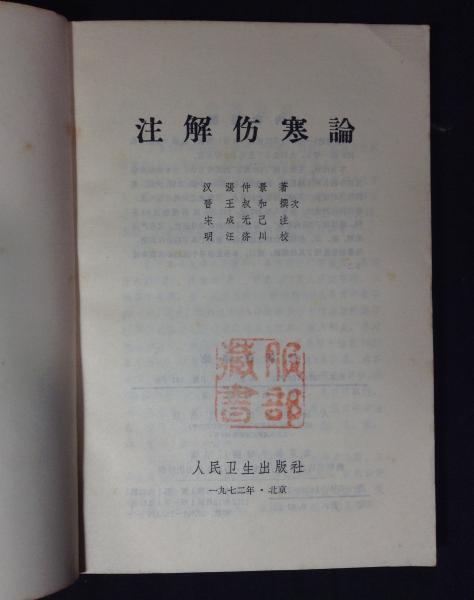 注解伤寒論
汉 張仲景 著
晋 王叔和 撰次
宋 成无己 注
明 汪济川 校
服部
藏書
人民卫生出版社
一九七二年·北京